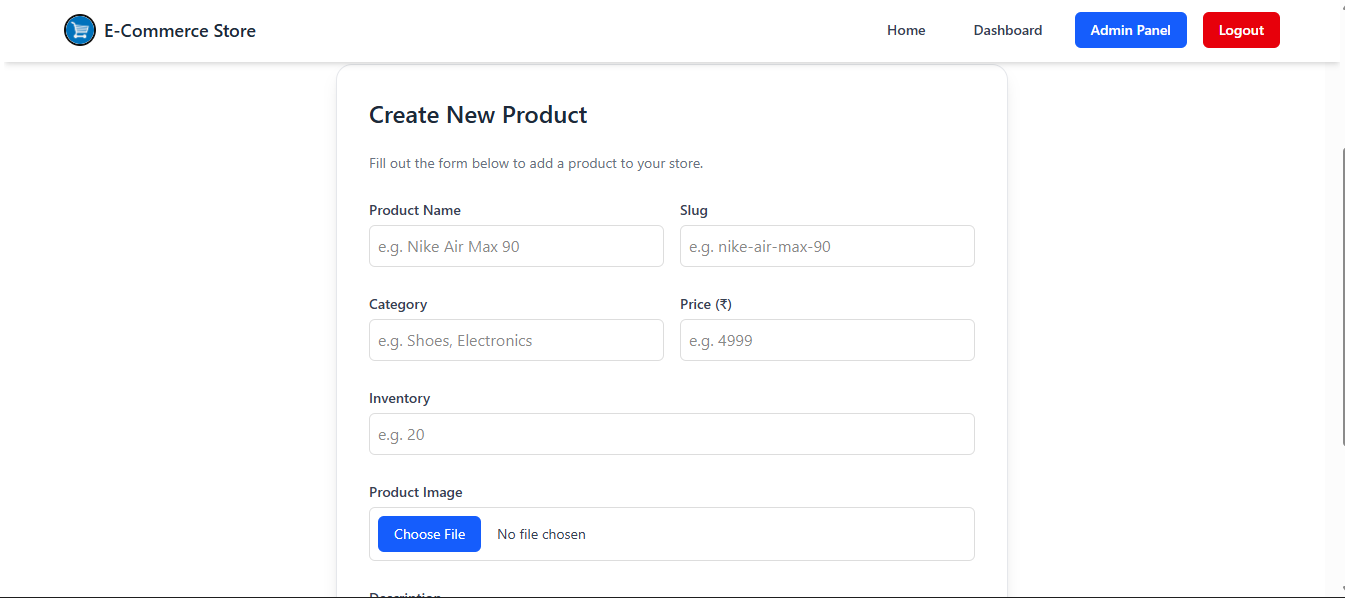 E-Commerce Store
Home
Dashboard
Admin Panel
Logout
Create New Product
Fill out the form below to add a product to your store.
Product Name
Slug
e.g. Nike Air Max 90
e.g. nike-air-max-90
Category
Price (₹)
e.g. Shoes, Electronics
e.g. 4999
Inventory
e.g. 20
Product Image
Choose File
No file chosen
Description